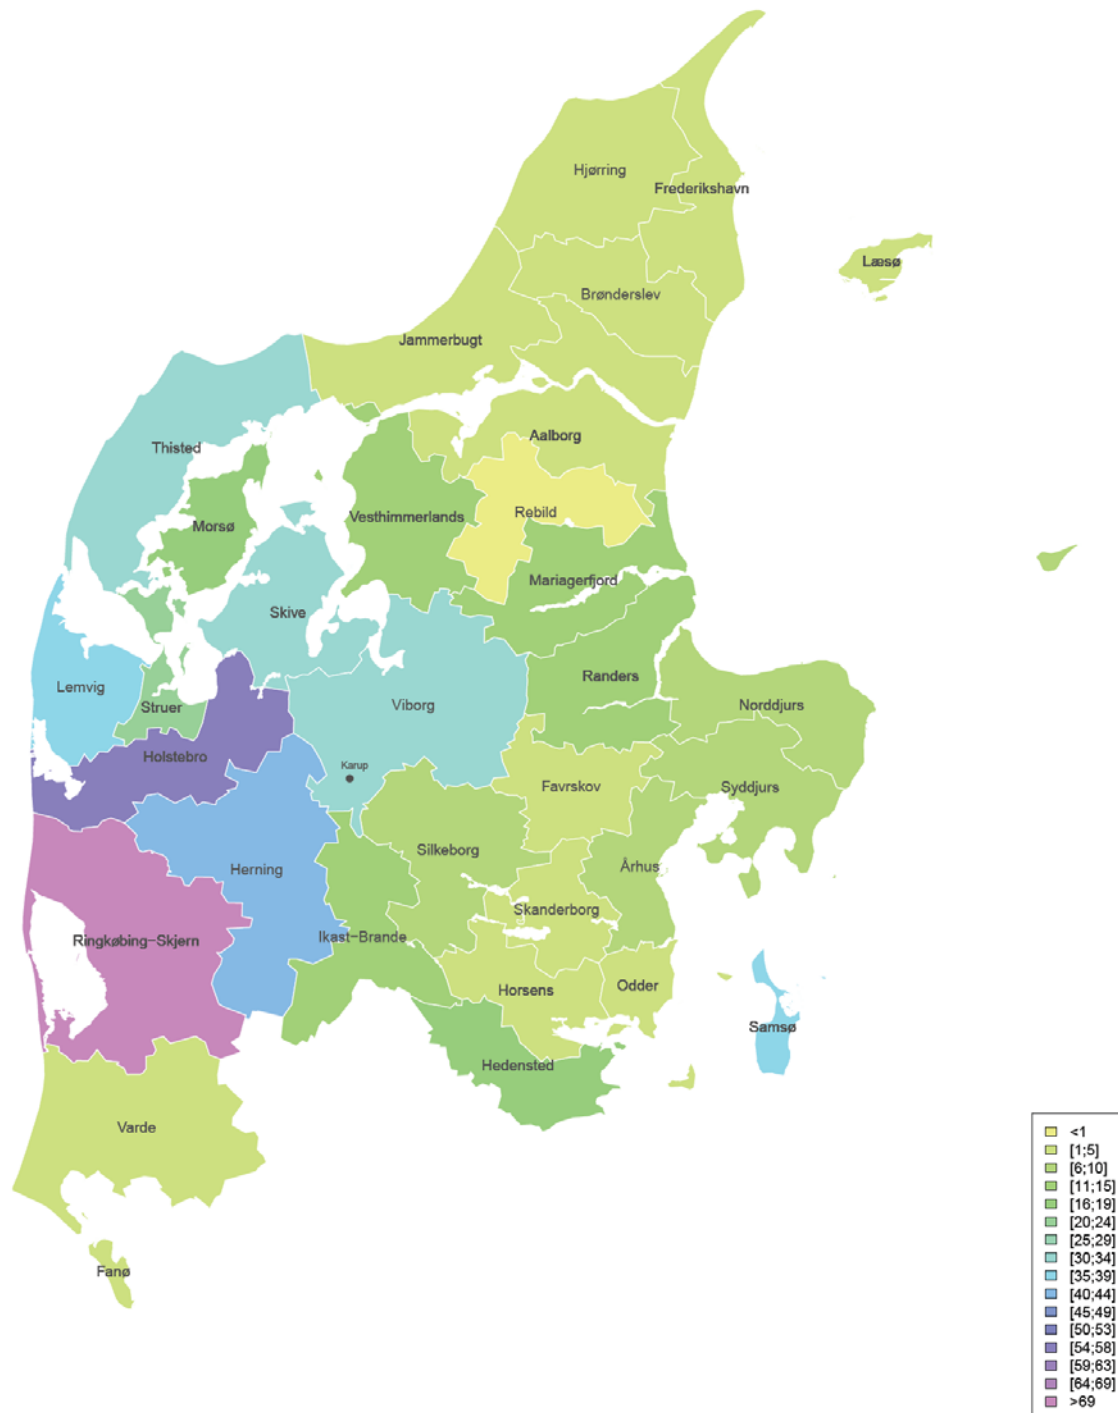 Hjørring
Frederikshavn
Læsø
Brønderslev
Jammerbugt
Aalborg
Thisted
Rebild
Vesthimmerlands
Morsø
Mariagerfjord
Skive
Randers
Lemvig
Struer
Viborg
Norddjurs
Holstebro
Karup
Favrskov
Syddjurs
Silkeborg
Herning
Århus
Skanderborg
Ikast-Brande
Ringkøbing-Skjern
Horsens
Odder
Samsø
Hedensted
Varde
Fanø
<1
[1;5]
[6;10]
[11;15]
[16;19]
[20;24]
[25;29]
[30;34]
[35;39]
[40;44]
[45;49]
[50;53]
[54;58]
[59;63]
[64;69]
>69